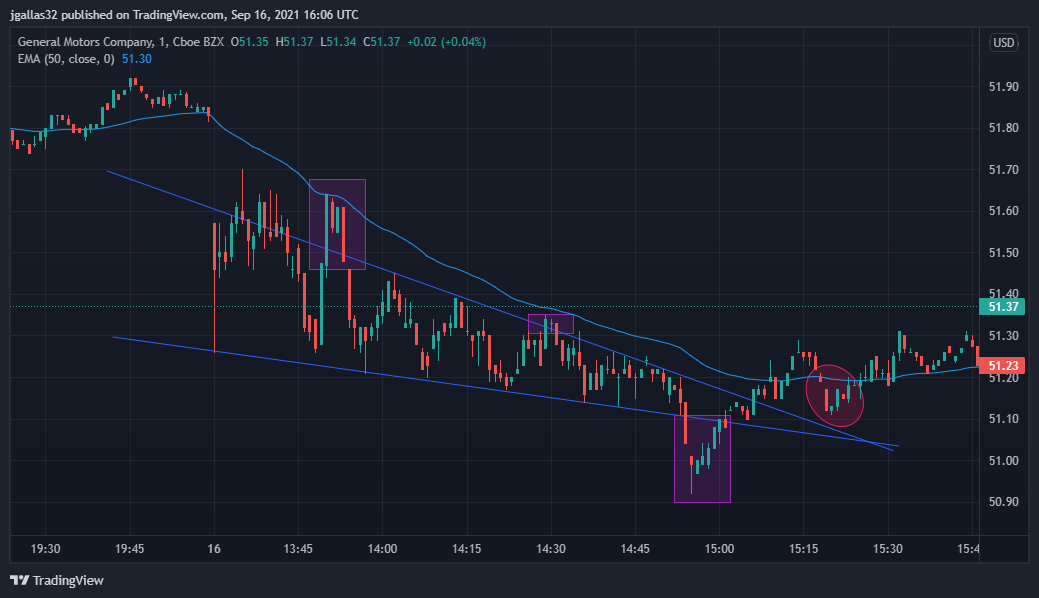 jgallas32 published on TradingView.com, Sep 16, 2021 16:06 UTC
General Motors Company, 1, Cboe BZX O51.35 H51.37 L51.34 C51.37 +0.02 (+0.04%)
USD
EMA (50, close, 0) 51.30
51.90
51.80
51.70
51.60
51.50
51.40
51.37
51.30
51.23
51.20
51.10
51.00
50.90
19:30 19:45 16 13:45 14:00 14:15 14:30 14:45 15:00 15:15 15:30 15:4
TradingView